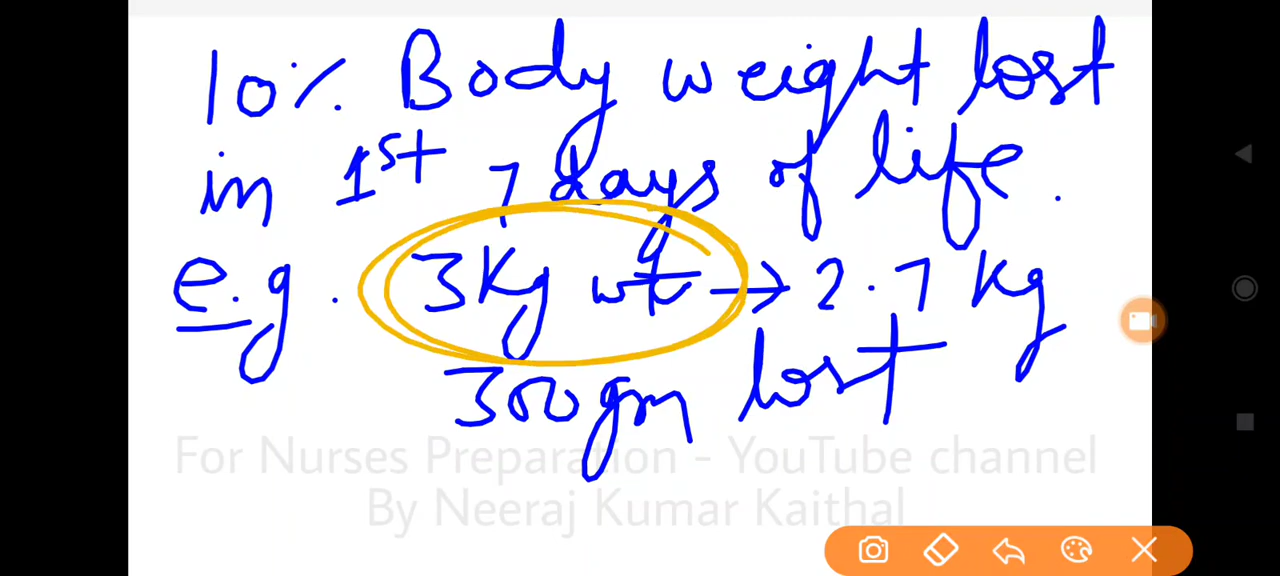 10% Body weight lost
in 1st 7 days of life.
e.g. 3Kg wt → 2.7 Kg
300gm lost
For Nurses Preparation - YouTube channel
By Neeraj Kumar Kaithal